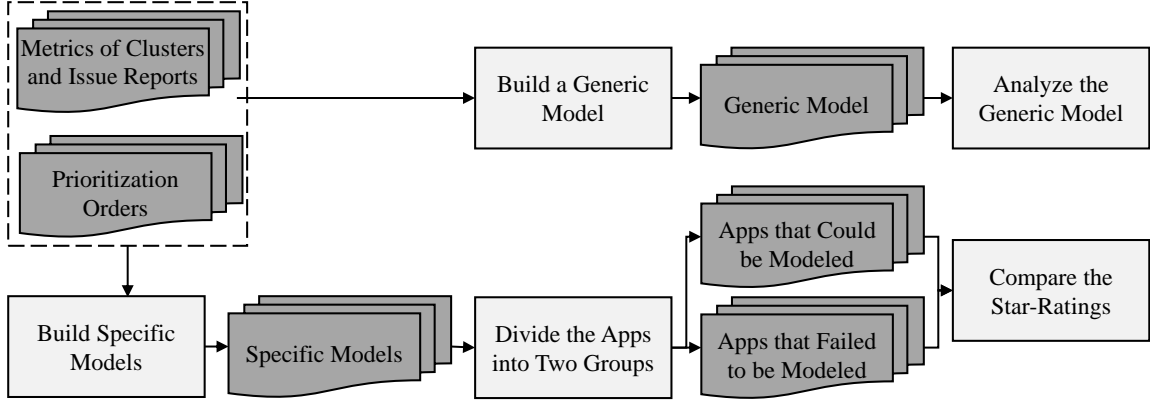 Metrics of Clusters
and Issue Reports
Prioritization
Orders
Build a Generic
Model
Generic Model
Analyze the
Generic Model
Build Specific
Models
Specific Models
Divide the Apps
into Two Groups
Apps that Could
be Modeled
Apps that Failed
to be Modeled
Compare the
Star-Ratings